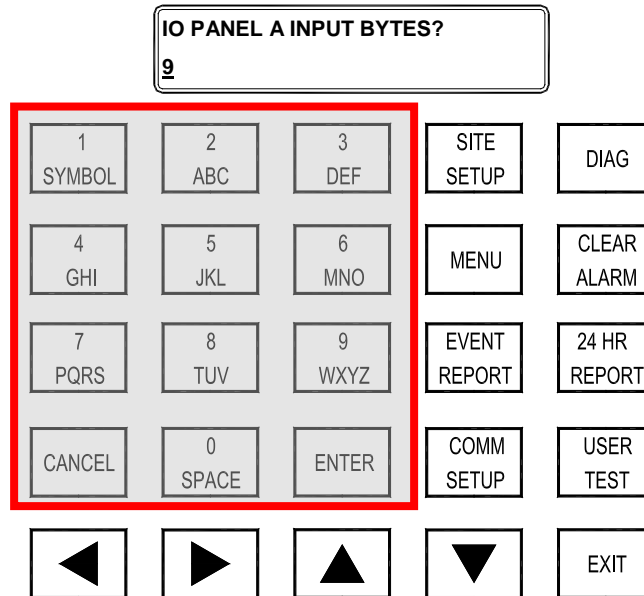 IO PANEL A INPUT BYTES?
9
1
SYMBOL
2
ABC
3
DEF
SITE
SETUP
DIAG
4
GHI
5
JKL
6
MNO
MENU
CLEAR
ALARM
7
PQRS
8
TUV
9
WXYZ
EVENT
REPORT
24 HR
REPORT
CANCEL
0
SPACE
ENTER
COMM
SETUP
USER
TEST
EXIT